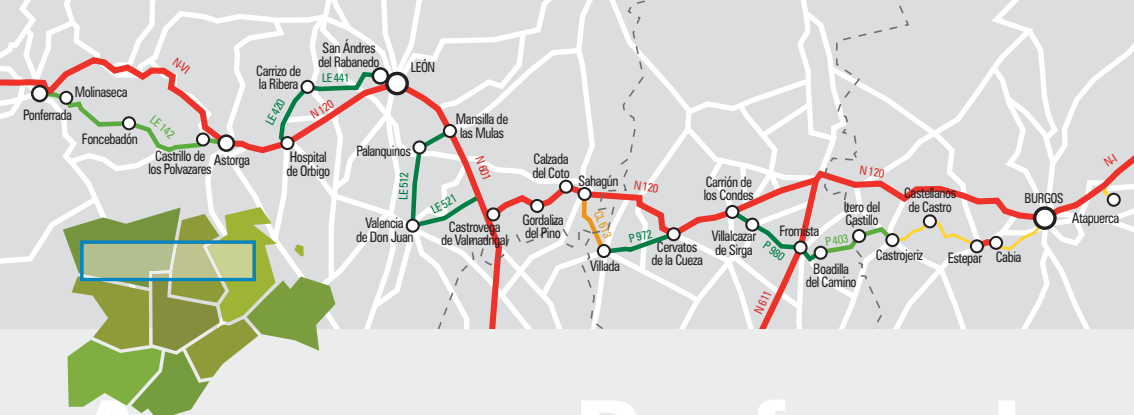 San Ándres
del Rabanedo
LEÓN
N-VI
Carrizo de
la Ribera
LE 441
Molinaseca
Ponferrada
LE 420
N 120
Mansilla de
las Mulas
Foncebadón
LE 142
Castrillo de
los Polvazares
Astorga
Hospital
de Orbigo
Palanquinos
N 601
Calzada
del Coto
Sahagún
LE 512
LE 521
N 120
Carrión de
los Condes
N 120
N-I
BURGOS
Atapuerca
Castellanos
de Castro
Itero del
Castillo
Valencia
de Don Juan
Castrovega
de Valmadrigal
Gordaliza
del Pino
CL 613
Villada
P 972
Cervatos
de la Cueza
Villalcazar
de Sirga
P 980
Fromista
P 403
Boadilla
del Camino
Castrojeriz
Estepar
Cabia
N 611